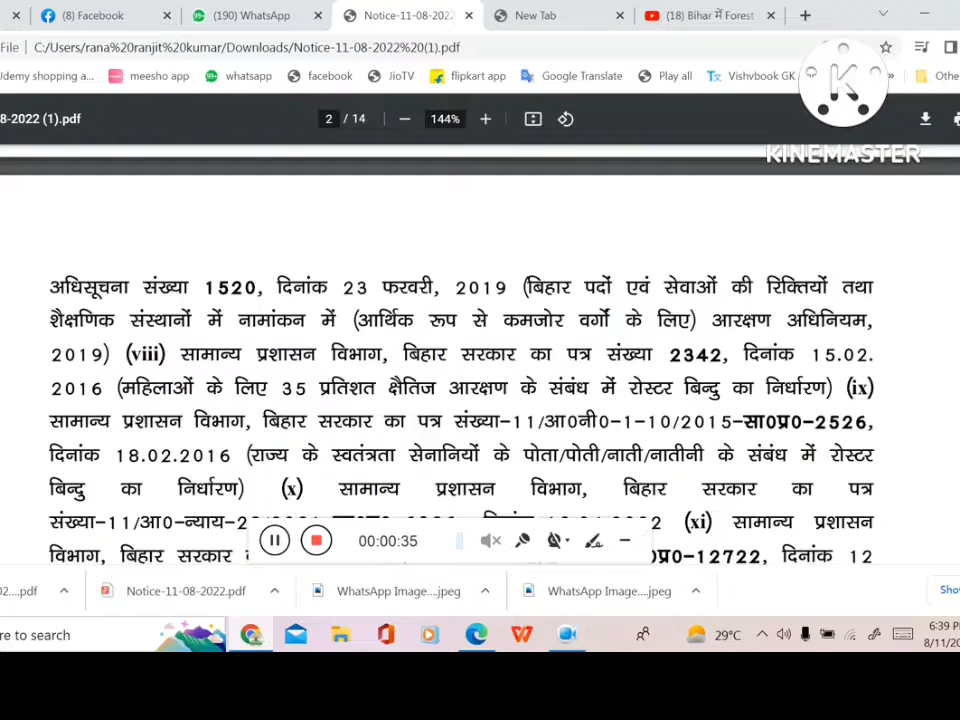 (8) Facebook
(190) WhatsApp
Notice-11-08-2022
New Tab
(18) Bihar में Forest
File
C:/Users/rana%20ranjit%20kumar/Downloads/Notice-11-08-2022%20(1).pdf
Udemy shopping a...
meesho app
whatsapp
facebook
JioTV
flipkart app
Google Translate
Play all
Vishvbook GK
»
Othe
K
8-2022 (1).pdf
2 / 14
144%
KINEMASTER
अधिसूचना संख्या 1520, दिनांक 23 फरवरी, 2019 (बिहार पदों एवं सेवाओं की रिक्तियों तथा
शैक्षणिक संस्थानों में नामांकन में (आर्थिक रूप से कमजोर वर्गों के लिए) आरक्षण अधिनियम,
2019) (viii) सामान्य प्रशासन विभाग, बिहार सरकार का पत्र संख्या 2342, दिनांक 15.02.
2016 (महिलाओं के लिए 35 प्रतिशत क्षैतिज आरक्षण के संबंध में रोस्टर बिन्दु का निर्धारण) (ix)
सामान्य प्रशासन विभाग, बिहार सरकार का पत्र संख्या-11/आ0नी0-1-10/2015-सा0प्र0-2526,
दिनांक 18.02.2016 (राज्य के स्वतंत्रता सेनानियों के पोता/पोती/नाती/नातीनी के संबंध में रोस्टर
बिन्दु का निर्धारण) (x) सामान्य प्रशासन विभाग, बिहार सरकार का पत्र
संख्या-11/आ0-न्याय- (xi) सामान्य प्रशासन
विभाग, बिहार सरकार 0प्र0-12722, दिनांक 12
00:00:35
02....pdf
Notice-11-08-2022.pdf
WhatsApp Image....jpeg
WhatsApp Image....jpeg
Sho
re to search
29°C
6:39 PM
8/11/20